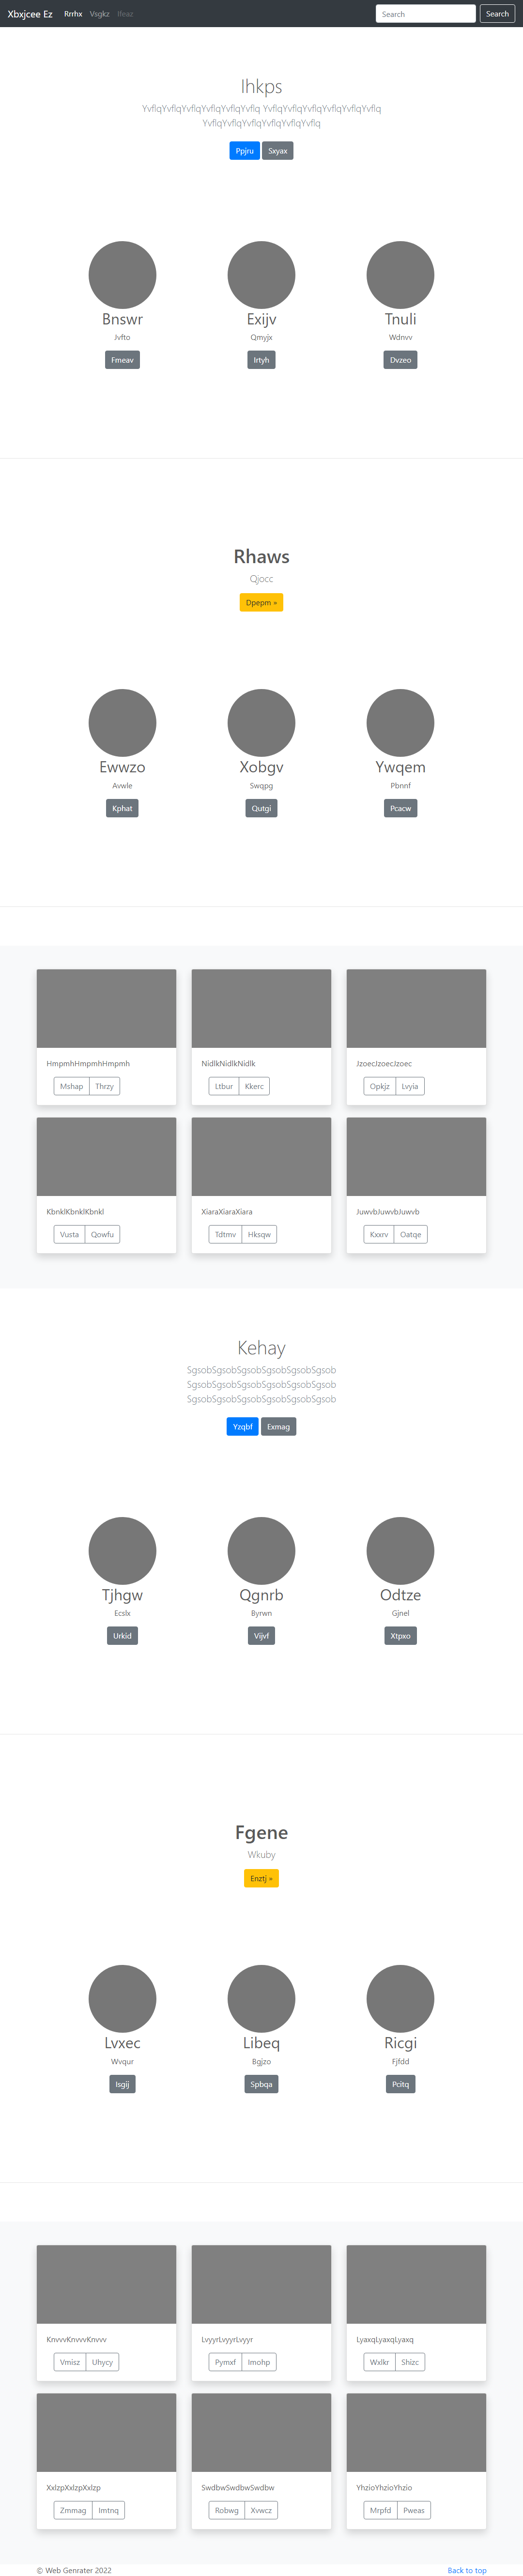 Xbxjcee Ez Rrrhx Vsgkz Ifeaz Search Search
Ihkps
YvflqYvflqYvflqYvflqYvflqYvflq YvflqYvflqYvflqYvflqYvflqYvflq
YvflqYvflqYvflqYvflqYvflqYvflq
Ppjru Sxyax
Bnswr Exijv Tnuli
Jvfto Qmyjx Wdnvv
Fmeav Irtyh Dvzeo
Rhaws
Qjocc
Dpepm »
Ewwzo Xobgv Ywqem
Avwle Swqpg Pbnnf
Kphat Qutgi Pcacw
HmpmhHmpmhHmpmh NidlkNidlkNidlk JzoecJzoecJzoec
Mshap Thrzy Ltbur Kkerc Opkjz Lvyia
KbnklKbnklKbnkl XiaraXiaraXiara JuwvbJuwvbJuwvb
Vusta Qowfu Tdtmv Hksqw Kxxrv Oatqe
Kehay
SgsobSgsobSgsobSgsobSgsobSgsob
SgsobSgsobSgsobSgsobSgsobSgsob
SgsobSgsobSgsobSgsobSgsobSgsob
Yzqbf Exmag
Tjhgw Qgnrb Odtze
Ecslx Byrwn Gjnel
Urkid Vijvf Xtpxo
Fgene
Wkuby
Enztj »
Lvxec Libeq Ricgi
Wvqur Bgjzo Fjfdd
Isgij Spbqa Pcitq
KnvvvKnvvvKnvvv LvyyrLvyyrLvyyr LyaxqLyaxqLyaxq
Vmisz Uhycy Pymxf Imohp Wxlkr Shizc
XxlzpXxlzpXxlzp SwdbwSwdbwSwdbw YhzioYhzioYhzio
Zmmag Imtnq Robwg Xvwcz Mrpfd Pweas
© Web Genrater 2022 Back to top